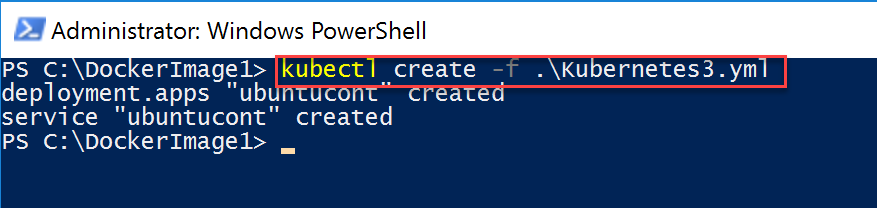 Administrator: Windows PowerShell
PS C:\DockerImage1> kubectl create -f .\Kubernetes3.yml
deployment.apps "ubuntucont" created
service "ubuntucont" created
PS C:\DockerImage1>